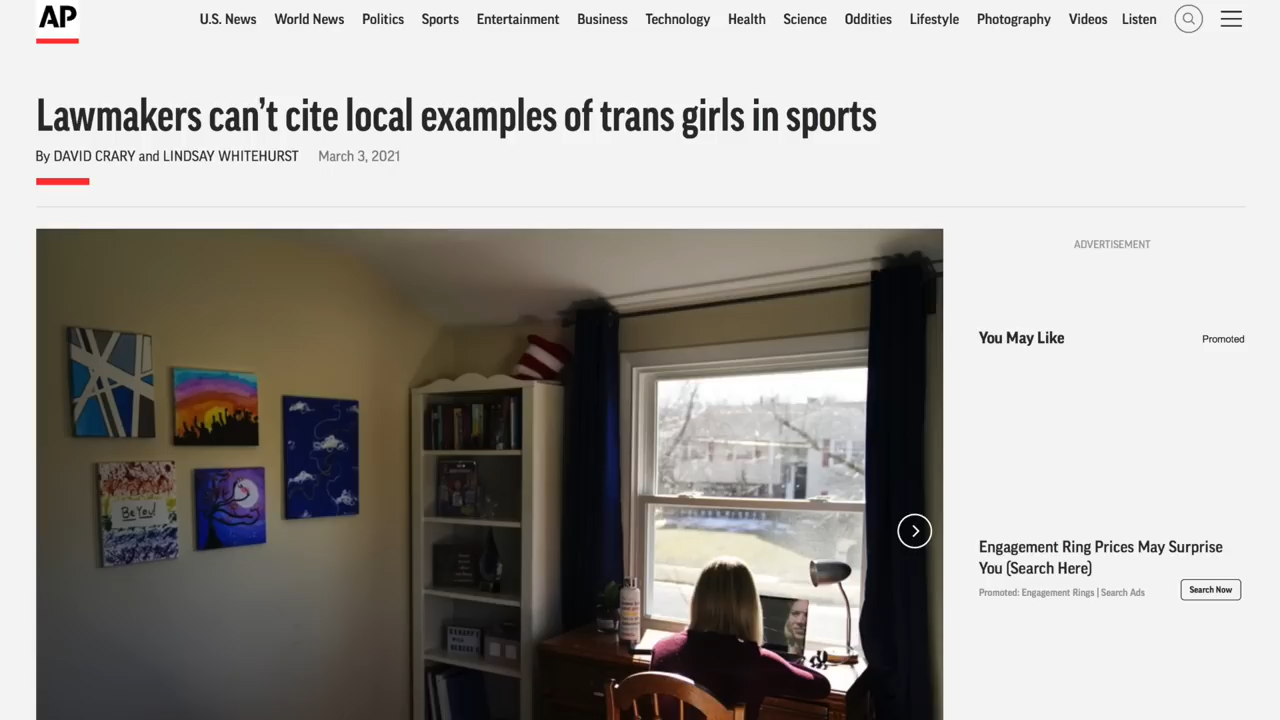 AP
U.S. News World News Politics Sports Entertainment Business Technology Health Science Oddities Lifestyle Photography Videos Listen
Lawmakers can't cite local examples of trans girls in sports
By DAVID CRARY and LINDSAY WHITEHURST March 3, 2021
ADVERTISEMENT
You May Like
Promoted
Be You!
Engagement Ring Prices May Surprise
You (Search Here)
Promoted: Engagement Rings | Search Ads
Search Now